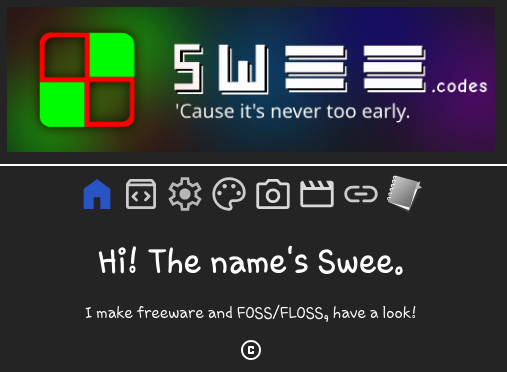 SWEE.codes
'Cause it's never too early.
Hi! The name's Swee.
I make freeware and FOSS/FLOSS, have a look!